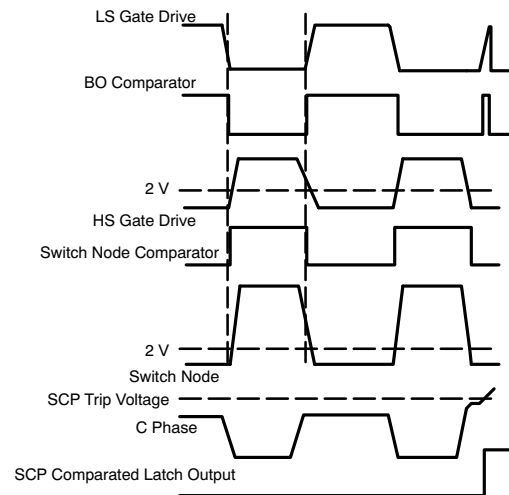 LS Gate Drive
BO Comparator
2 V
HS Gate Drive
Switch Node Comparator
2 V
Switch Node
SCP Trip Voltage
C Phase
SCP Comparated Latch Output